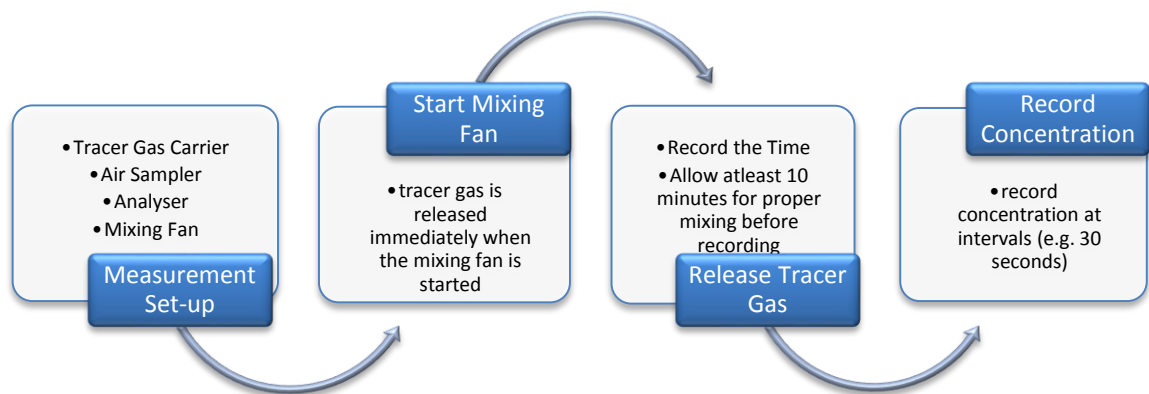 •Tracer Gas Carrier
•Air Sampler
•Analyser
•Mixing Fan
Measurement
Set-up
Start Mixing
Fan
•tracer gas is
released
immediately when
the mixing fan is
started
•Record the Time
•Allow atleast 10
minutes for proper
mixing before
recording
Release Tracer
Gas
Record
Concentration
•record
concentration at
intervals (e.g. 30
seconds)